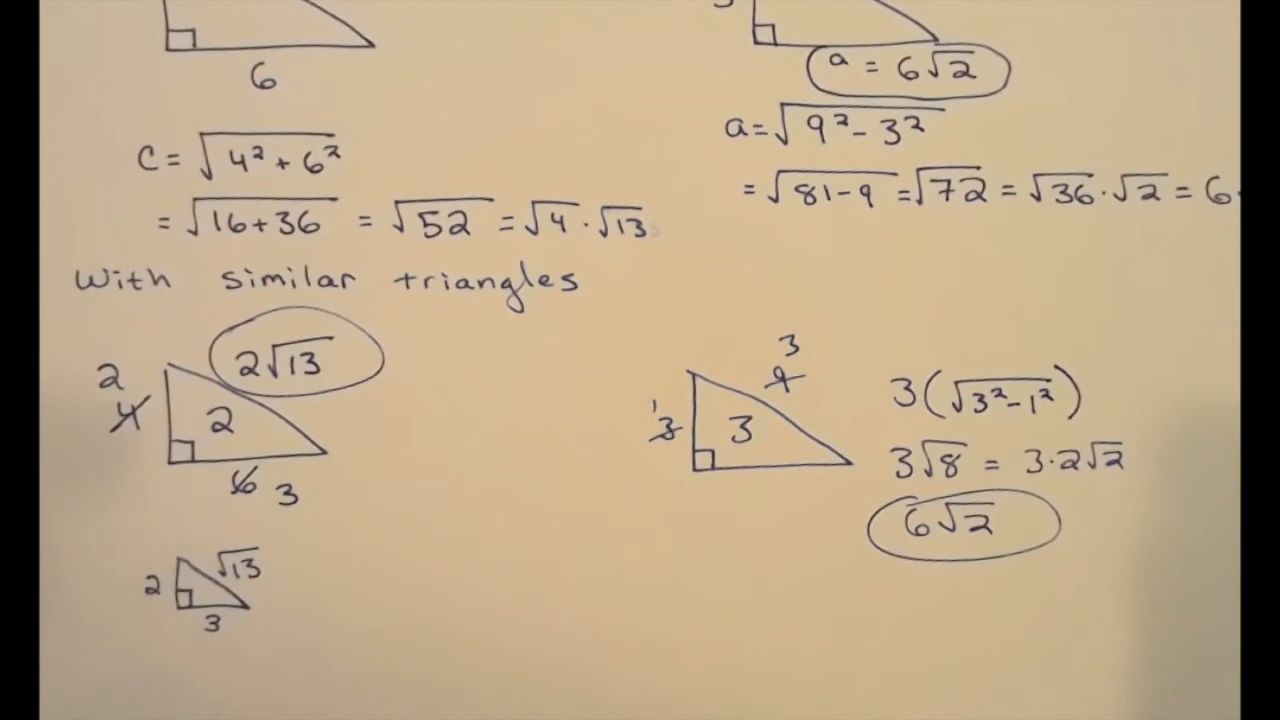 6
c = √4² + 6²
= √16+36 = √52 = √4 · √13
a = 6√2
a = √9² - 3²
= √81-9 = √72 = √36 · √2 = 6
With similar triangles
2 2√13
4 2
6 3
2 √13
3
3
9
1
3 3
3(√3²-1²)
3√8 = 3·2√2
6√2